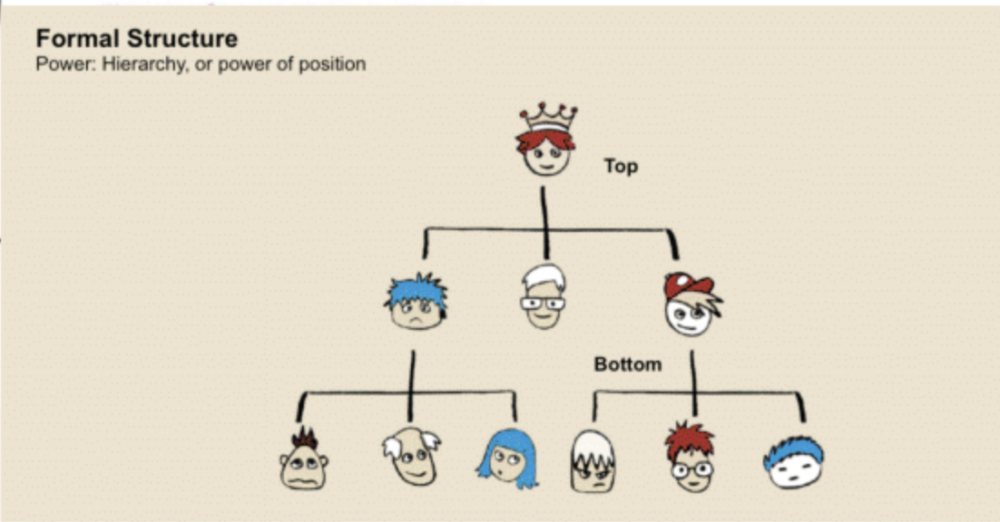 Formal Structure
Power: Hierarchy, or power of position
Top
Bottom